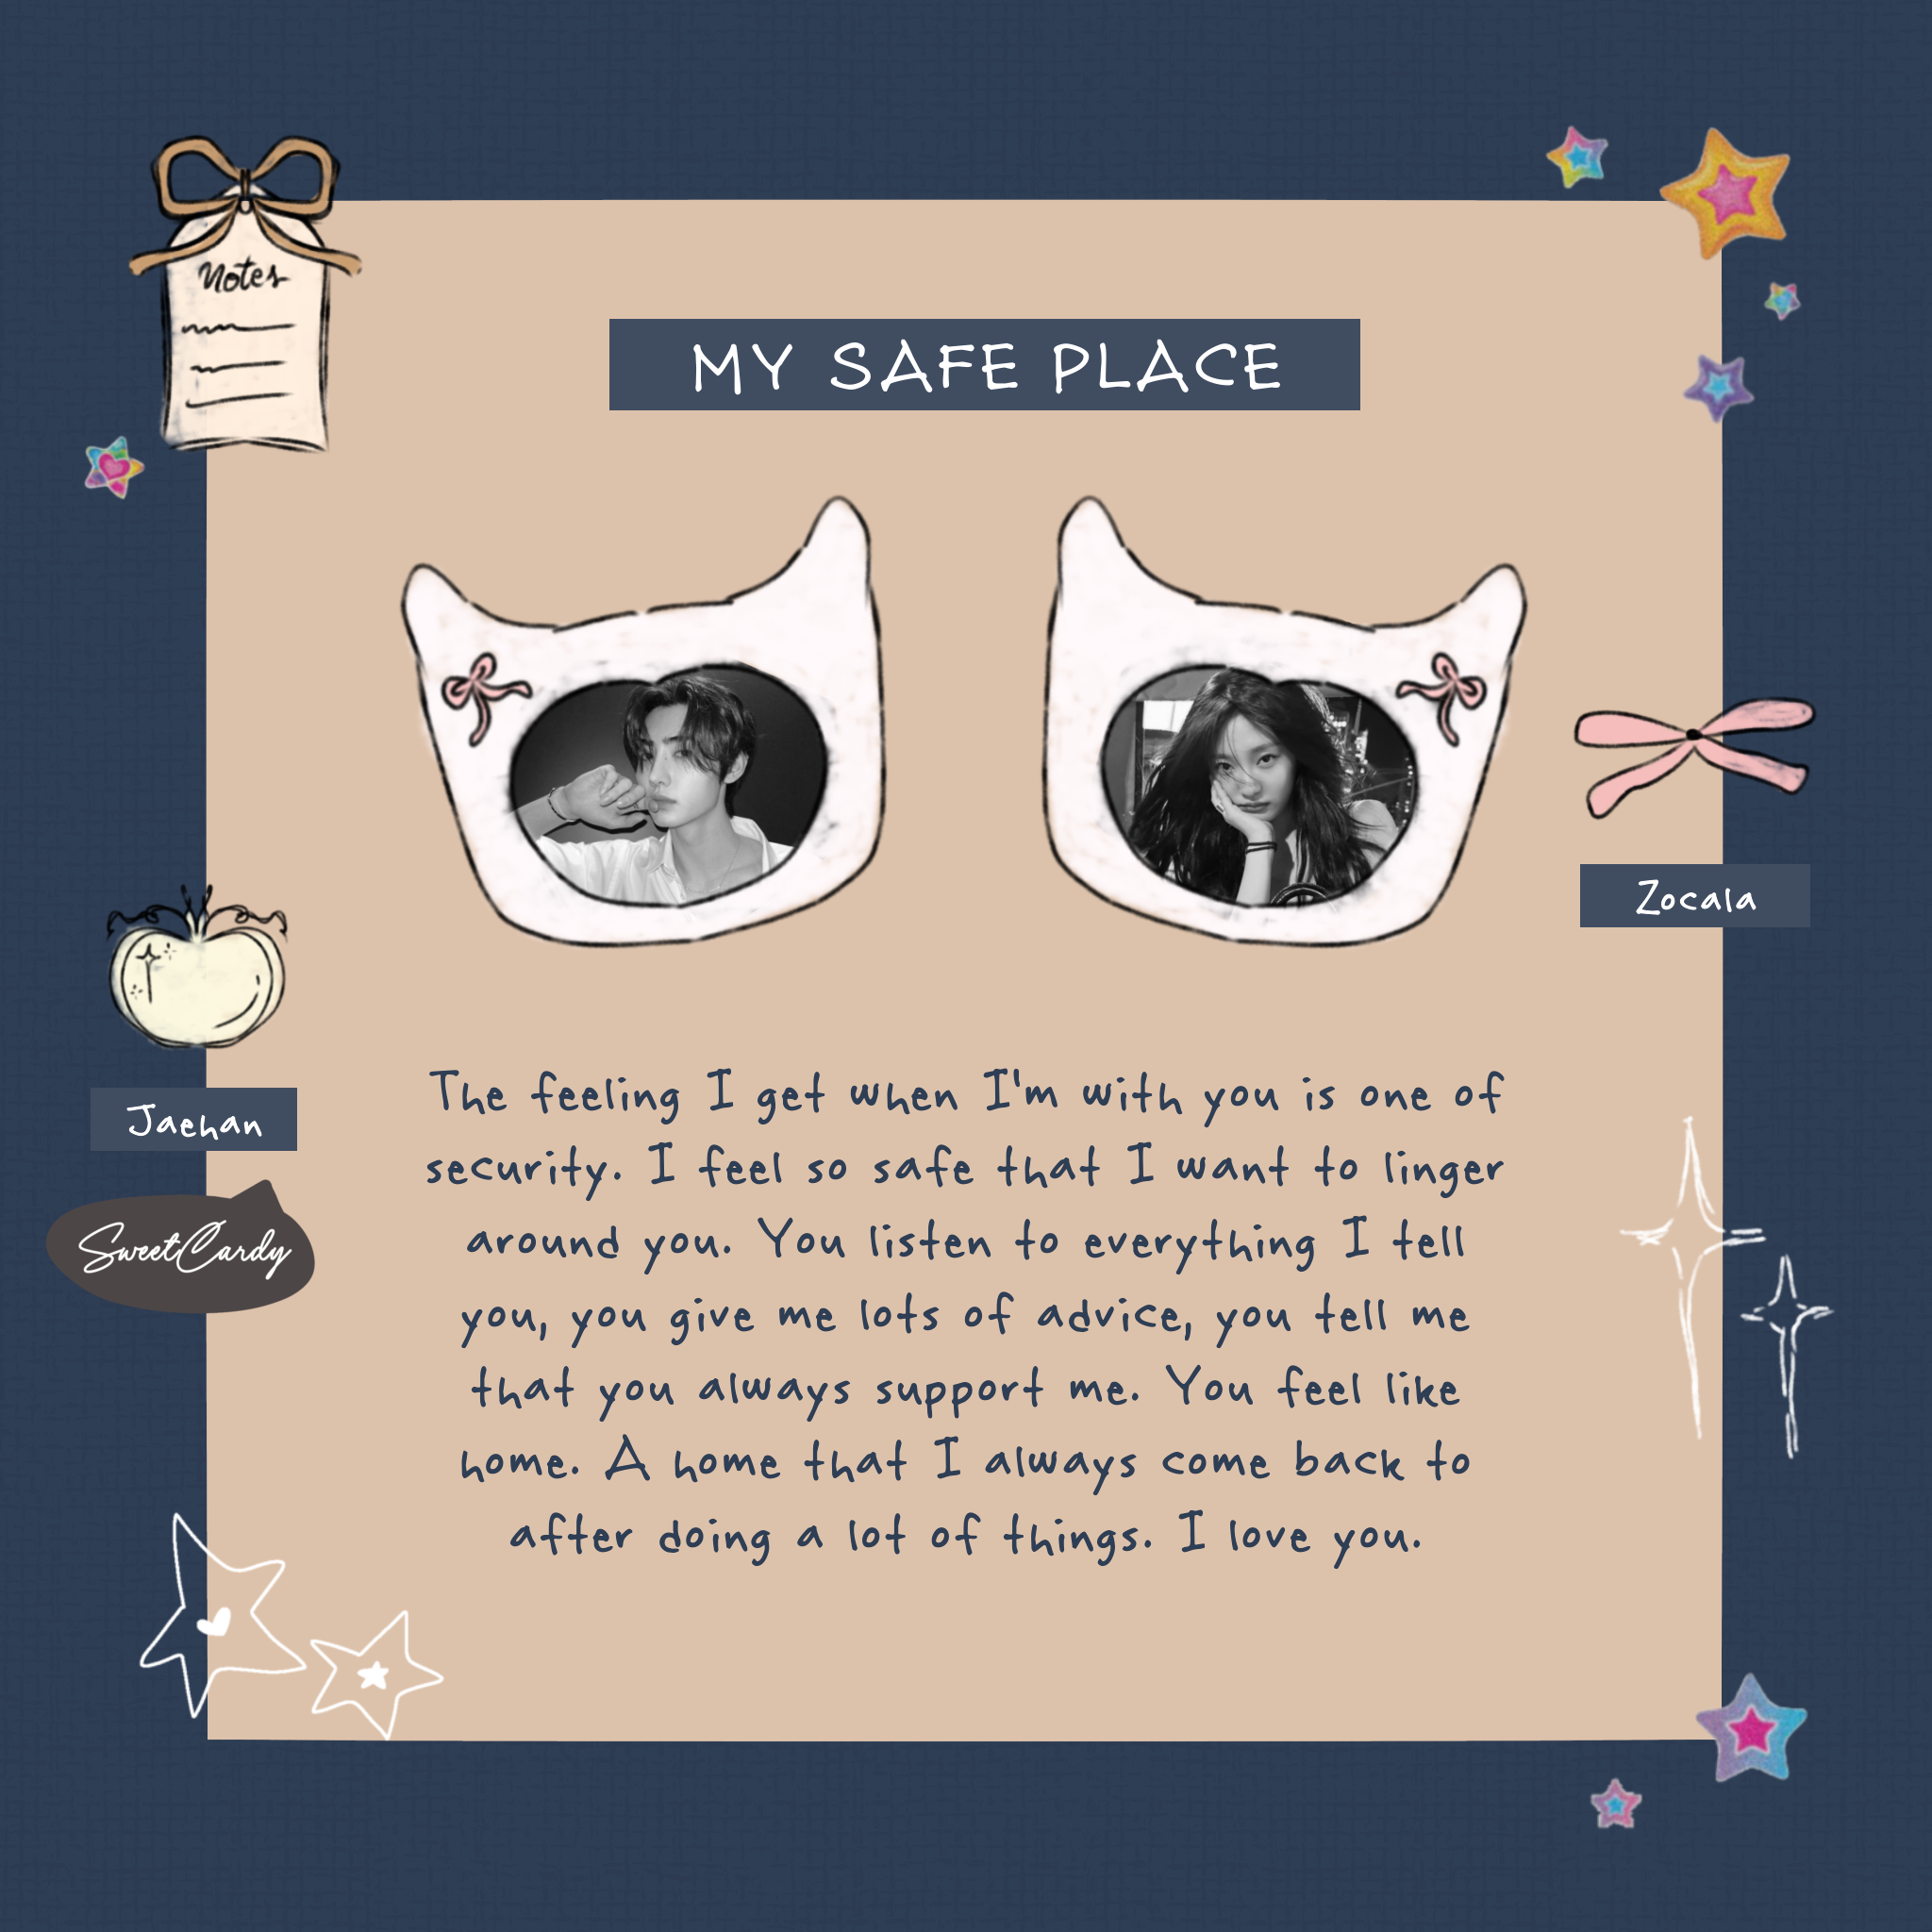 Notes
MY SAFE PLACE
Zocala
Jaehan
SweetCardy
The feeling I get when I'm with you is one of
security. I feel so safe that I want to linger
around you. You listen to everything I tell
you, you give me lots of advice, you tell me
that you always support me. You feel like
home. A home that I always come back to
after doing a lot of things. I love you.